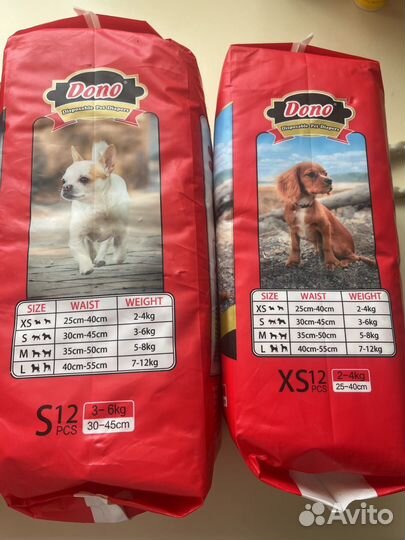 Dono
Disposable Pet Diapers
SIZE WAIST WEIGHT
XS 25cm-40cm 2-4kg
S 30cm-45cm 3-6kg
M 35cm-50cm 5-8kg
L 40cm-55cm 7-12kg
S 12 PCS 3-6kg
30-45cm
Dono
Disposable Pet Diapers
SIZE WAIST WEIGHT
XS 25cm-40cm 2-4kg
S 30cm-45cm 3-6kg
M 35cm-50cm 5-8kg
L 40cm-55cm 7-12kg
XS 12 PCS 2-4kg
25-40cm
Avito